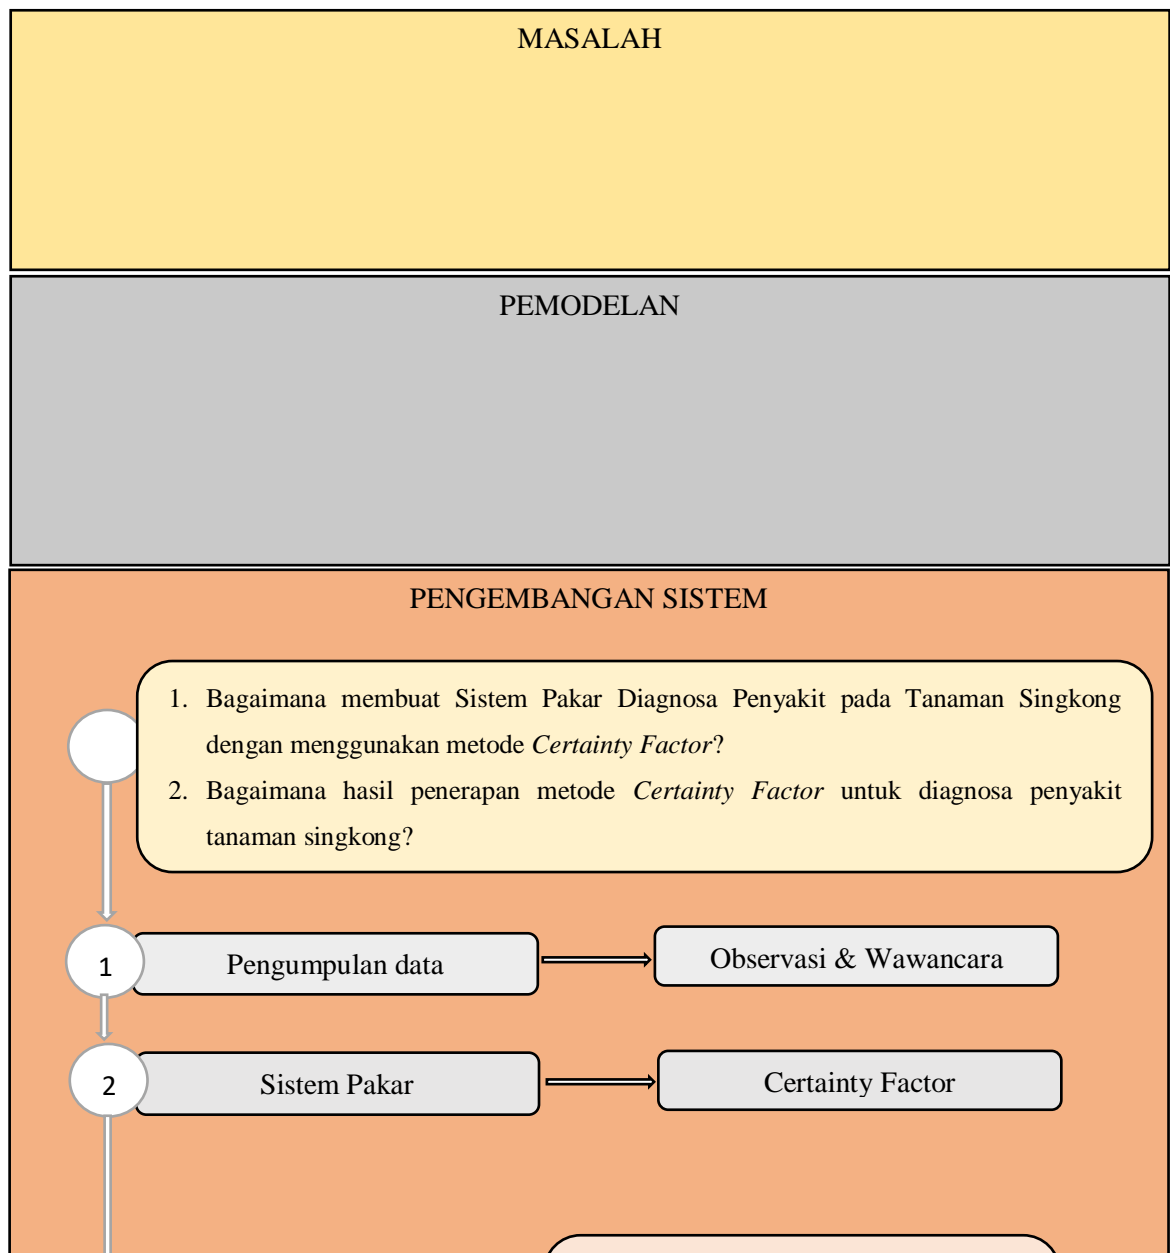 MASALAH
PEMODELAN
PENGEMBANGAN SISTEM
1. Bagaimana membuat Sistem Pakar Diagnosa Penyakit pada Tanaman Singkong
dengan menggunakan metode Certainty Factor?
2. Bagaimana hasil penerapan metode Certainty Factor untuk diagnosa penyakit
tanaman singkong?
1
Pengumpulan data
Observasi & Wawancara
2
Sistem Pakar
Certainty Factor